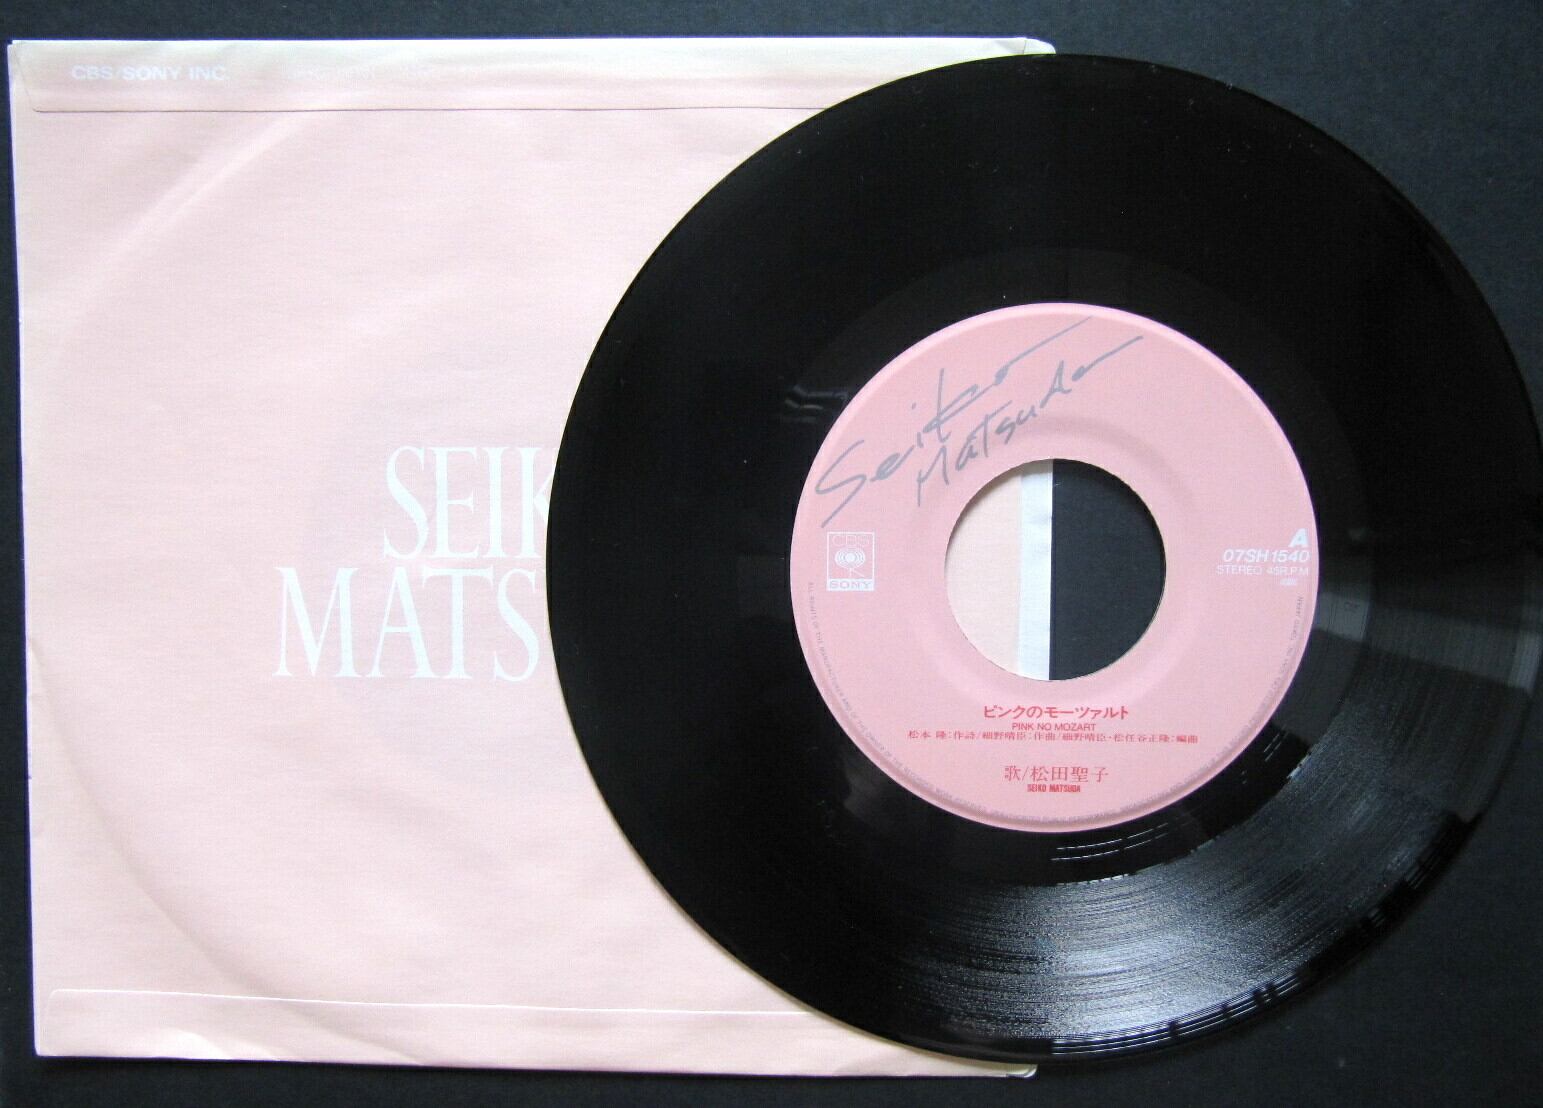 CBS/SONY INC.
SEIK
MATS
Seiko
Matsuda
CBS
SONY
A
07SH 1540
STEREO 45R.P.M
ピンクのモーツァルト
PINK NO MOZART
松本 隆:作詩/細野晴臣:作曲/細野晴臣・松任谷正隆:編曲
歌/松田聖子
SEIKO MATSUDA